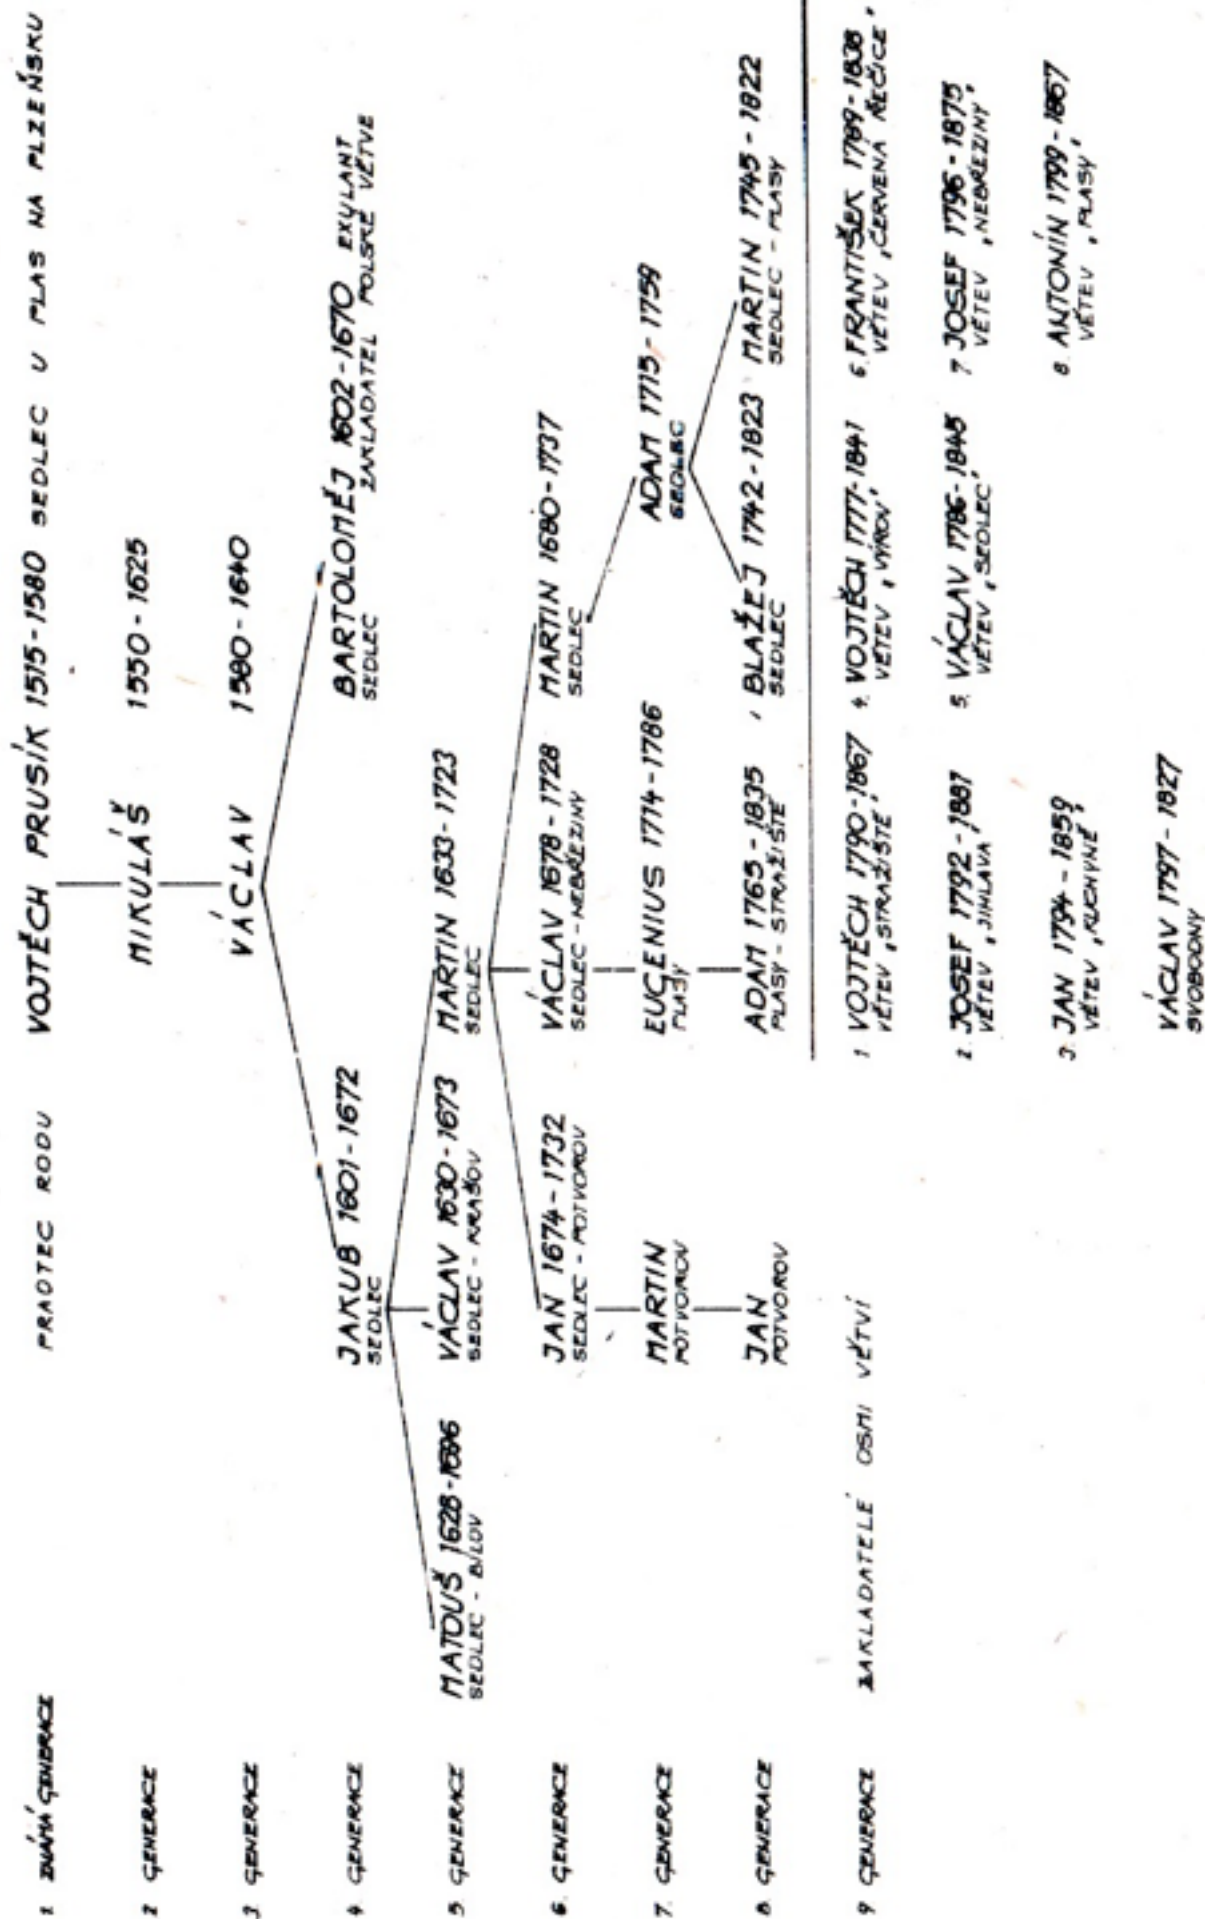 1 ZNÁMÁ GENERACE
PRAOTEC RODU
VOJTĚCH PRUSÍK 1515-1580 SEDLEC U PLAS NA PLZEŇSKU
2 GENERACE
MIKULÁŠ 1550-1625
3 GENERACE
VÁCLAV 1580-1640
4 GENERACE
JAKUB 1601-1672
SEDLEC
BARTOLOMĚJ 1602-1670 EXULANT
SEDLEC
ZAKLADATEL POLSKÉ VĚTVE
5. GENERACE
MATOUŠ 1628-1696
SEDLEC - BÍLOV
VÁCLAV 1630-1673
SEDLEC - KRAŠOV
MARTIN 1633-1723
SEDLEC
6. GENERACE
JAN 1674-1732
SEDLEC - POTVOROV
VÁCLAV 1678-1728
SEDLEC - NEBŘEZINY
MARTIN 1680-1737
SEDLEC
7. GENERACE
MARTIN
POTVOROV
EUGENIUS 1714-1786
PLASY
ADAM 1715-1759
SEDLEC
8. GENERACE
JAN
POTVOROV
ADAM 1765-1835
PLASY - STRAŽIŠTĚ
BLAŽEJ 1742-1823
SEDLEC
MARTIN 1745-1822
SEDLEC - PLASY
9 GENERACE
ZAKLADATELÉ OSMI VĚTVÍ
1 VOJTĚCH 1790-1867
VĚTEV „STRAŽIŠTĚ"
4. VOJTĚCH 1777-1841
VĚTEV „VÝROV"
6. FRANTIŠEK 1789-1838
VĚTEV „ČERVENÁ ŘEČICE"
2. JOSEF 1792-1881
VĚTEV „JIHLAVA"
5. VÁCLAV 1786-1845
VĚTEV „SEDLEC"
7 JOSEF 1796-1875
VĚTEV „NEBŘEZINY"
3. JAN 1794-1859
VĚTEV „KUCHYNĚ"
8. ANTONÍN 1799-1867
VĚTEV „PLASY"
VÁCLAV 1797-1827
SVOBODNÝ